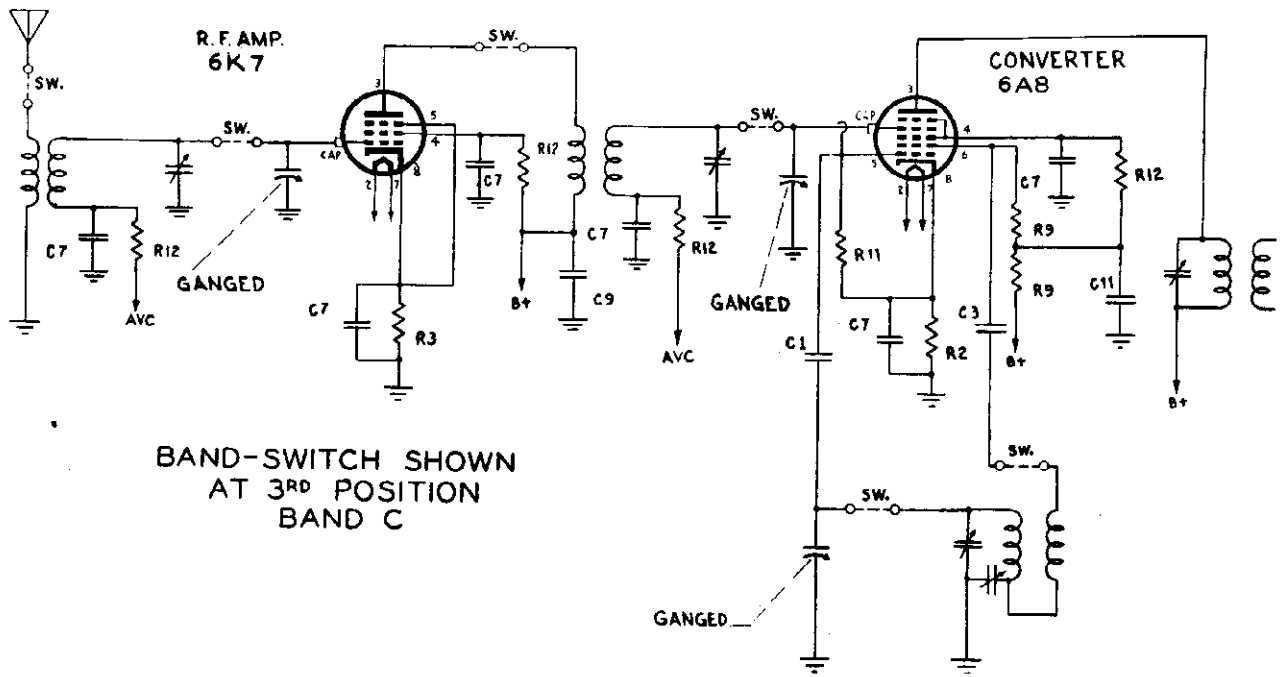 R.F. AMP.
6K7
SW.
SW.
SW.
CONVERTER
6A8
SW.
3
5
4
CAP
2
7
8
C7
R12
3
CAP
4
6
5
2
7
8
C7
R12
C7
R12
GANGED
AVC
C7
R3
B+
C9
C7
R12
AVC
GANGED
R11
C7
R2
C1
R9
R9
C3
B+
C11
B+
BAND-SWITCH SHOWN
AT 3RD POSITION
BAND C
SW.
SW.
GANGED